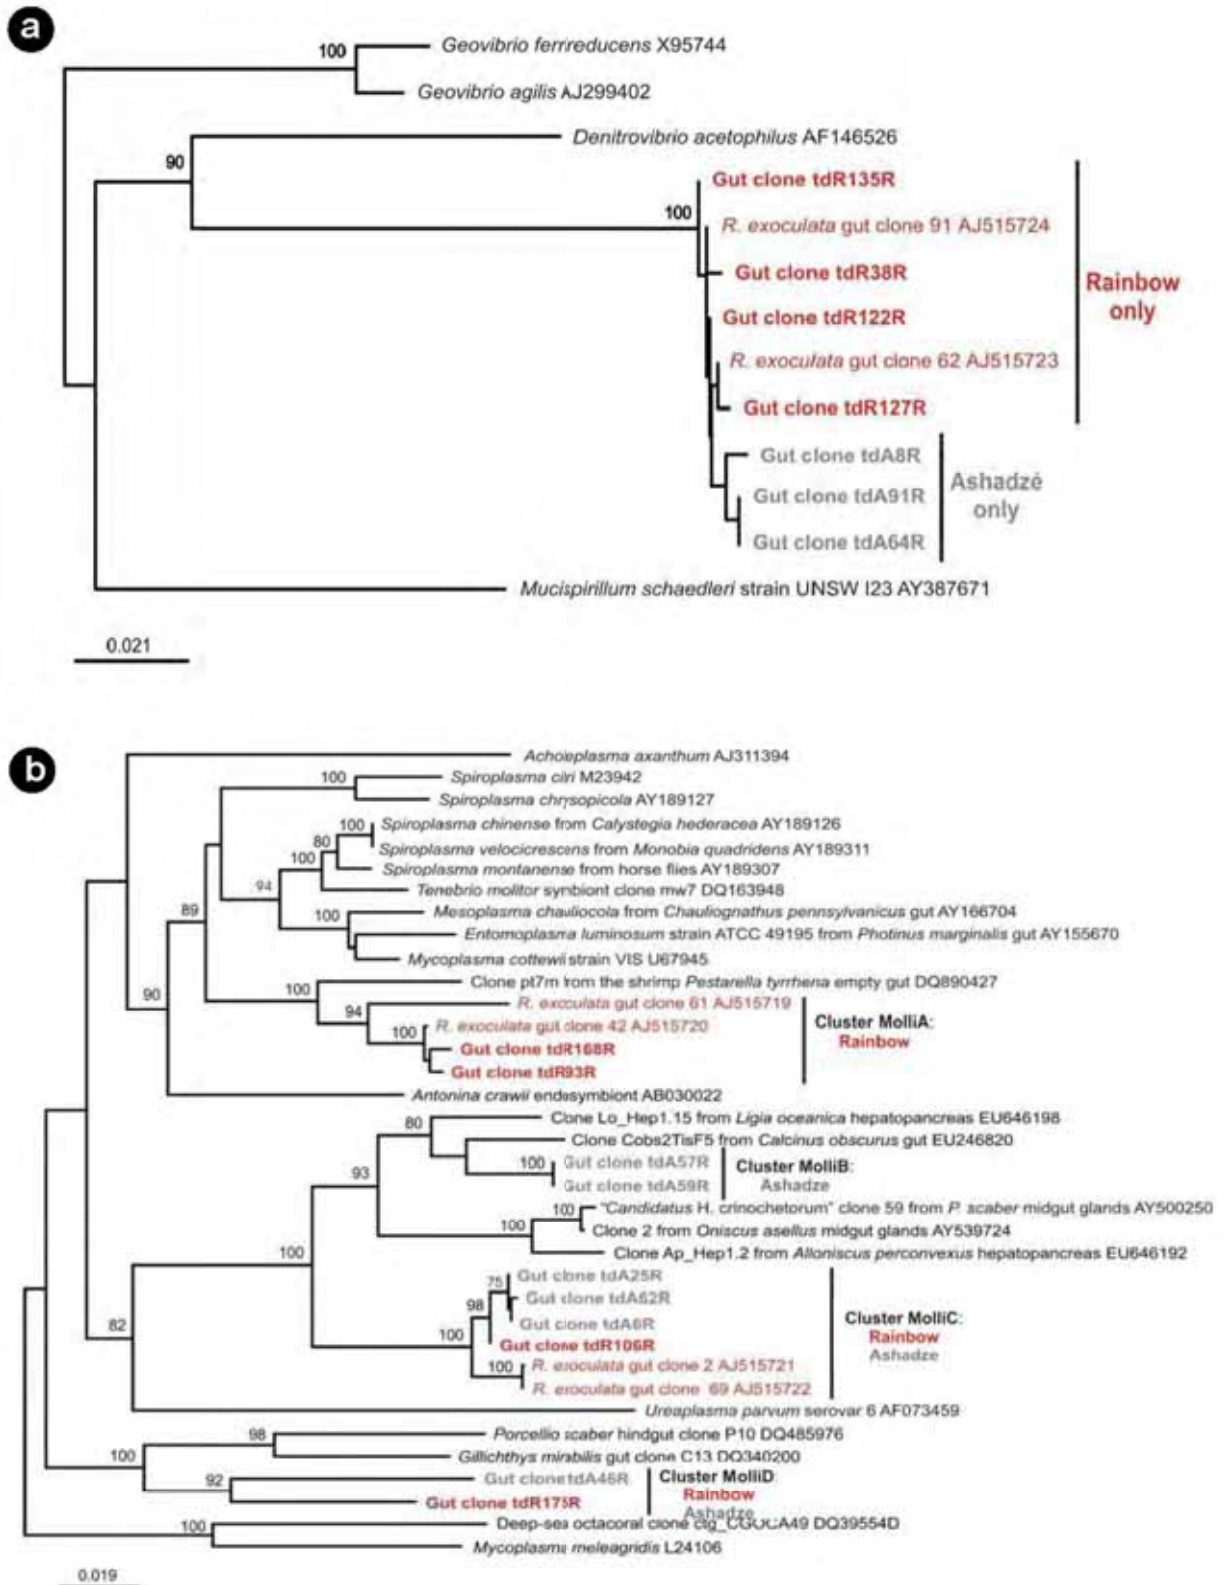 a
100
Geovibrio ferrireducens X95744
Geovibrio agilis AJ299402
90
Denitrovibrio acetophilus AF146526
100
Gut clone tdR135R
R. exoculata gut clone 91 AJ515724
Gut clone tdR38R
Gut clone tdR122R
R. exoculata gut clone 62 AJ515723
Gut clone tdR127R
Rainbow
only
Gut clone tdA8R
Gut clone tdA91R
Gut clone tdA64R
Ashadzé
only
Mucispirillum schaedleri strain UNSW I23 AY387671
0.021
b
Acholeplasma axanthum AJ311394
100
Spiroplasma citri M23942
Spiroplasma chrysopicola AY189127
100
Spiroplasma chinense from Calystegia hederacea AY189126
80
Spiroplasma velocicrescens from Monobia quadridens AY189311
100
Spiroplasma montanense from horse flies AY189307
94
Tenebrio molitor symbiont clone mw7 DQ163948
89
100
Mesoplasma chauliocola from Chauliognathus pennsylvanicus gut AY166704
Entomoplasma luminosum strain ATCC 49195 from Photinus marginalis gut AY155670
Mycoplasma cottewii strain VIS U67945
90
100
Clone pt7m from the shrimp Pestarella tyrrhena empty gut DQ890427
94
R. exoculata gut clone 61 AJ515719
100
R. exoculata gut clone 42 AJ515720
Gut clone tdR168R
Gut clone tdR93R
Cluster MolliA:
Rainbow
Antonina crawii endosymbiont AB030022
80
Clone Lo_Hep1.15 from Ligia oceanica hepatopancreas EU646198
Clone Cobs2TisF5 from Calcinus obscurus gut EU246820
93
100
Gut clone tdA57R
Gut clone tdA59R
Cluster MolliB:
Ashadze
100
"Candidatus H. crinochetorum" clone 59 from P. scaber midgut glands AY500250
100
Clone 2 from Oniscus asellus midgut glands AY539724
Clone Ap_Hep1.2 from Alloniscus perconvexus hepatopancreas EU646192
100
75
Gut clone tdA25R
98
Gut clone tdA62R
Gut clone tdA6R
82
100
Gut clone tdR106R
100
R. exoculata gut clone 2 AJ515721
R. exoculata gut clone 69 AJ515722
Cluster MolliC:
Rainbow
Ashadze
Ureaplasma parvum serovar 6 AF073459
98
Porcellio scaber hindgut clone P10 DQ485976
100
Gillichthys mirabilis gut clone C13 DQ340200
92
Gut clone tdA46R
Gut clone tdR175R
Cluster MolliD
Rainbow
Ashadze
100
Deep-sea octacoral clone ctg_CGOCA49 DQ39554D
Mycoplasma meleagridis L24106
0.019